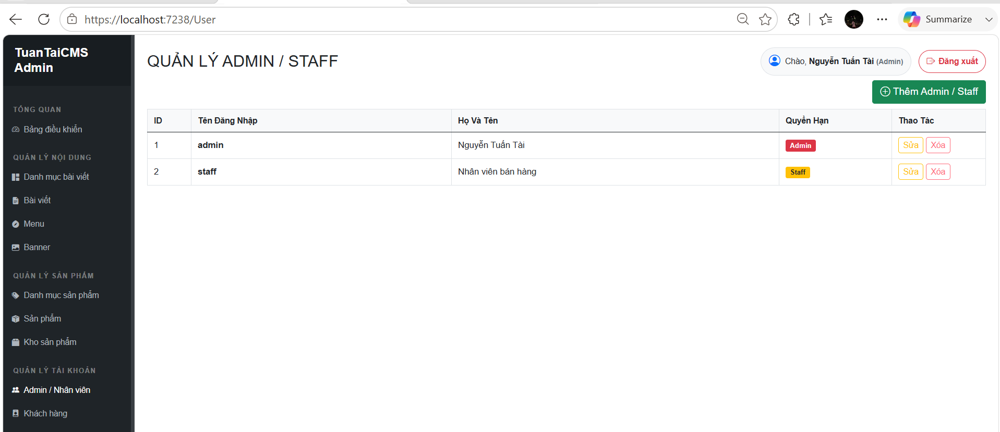 https://localhost:7238/User
Summarize
TuanTaiCMS
Admin
QUẢN LÝ ADMIN / STAFF
Chào, Nguyễn Tuấn Tài (Admin)
Đăng xuất
Thêm Admin / Staff
TỔNG QUAN
Bảng điều khiển
QUẢN LÝ NỘI DUNG
Danh mục bài viết
Bài viết
Menu
Banner
QUẢN LÝ SẢN PHẨM
Danh mục sản phẩm
Sản phẩm
Kho sản phẩm
QUẢN LÝ TÀI KHOẢN
Admin / Nhân viên
Khách hàng
ID Tên Đăng Nhập Họ Và Tên Quyền Hạn Thao Tác
1 admin Nguyễn Tuấn Tài Admin Sửa Xóa
2 staff Nhân viên bán hàng Staff Sửa Xóa